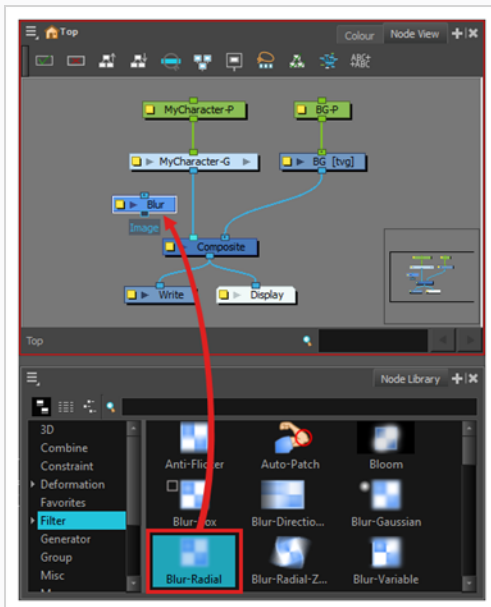 Top
Colour
Node View
ABC+
+ABC
MyCharacter-P
BG-P
MyCharacter-G
BG [tvg]
Blur
Image
Composite
Write
Display
Top
Node Library
3D
Combine
Constraint
Deformation
Favorites
Filter
Generator
Group
Misc
Anti-Flicker
Auto-Patch
Bloom
Blur-Box
Blur-Directio...
Blur-Gaussian
Blur-Radial
Blur-Radial-Z...
Blur-Variable